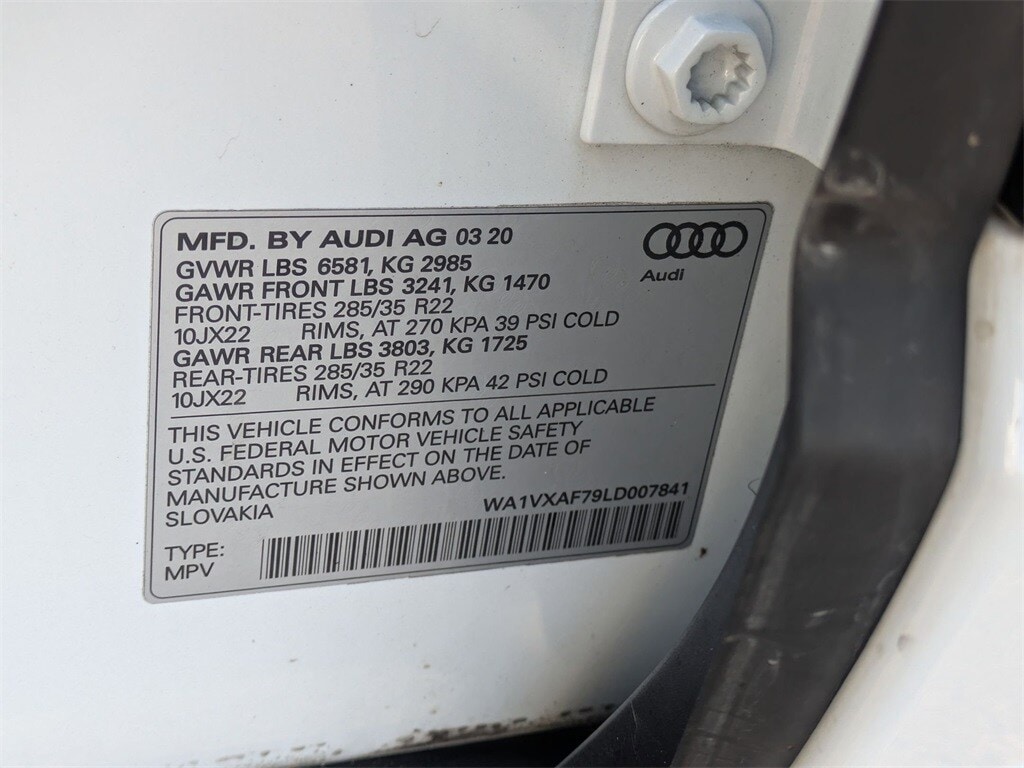 MFD. BY AUDI AG 03 20
Audi
GVWR LBS 6581, KG 2985
GAWR FRONT LBS 3241, KG 1470
FRONT-TIRES 285/35 R22
10JX22 RIMS, AT 270 KPA 39 PSI COLD
GAWR REAR LBS 3803, KG 1725
REAR-TIRES 285/35 R22
10JX22 RIMS, AT 290 KPA 42 PSI COLD
THIS VEHICLE CONFORMS TO ALL APPLICABLE
U.S. FEDERAL MOTOR VEHICLE SAFETY
STANDARDS IN EFFECT ON THE DATE OF
MANUFACTURE SHOWN ABOVE.
SLOVAKIA WA1VXAF79LD007841
TYPE:
MPV